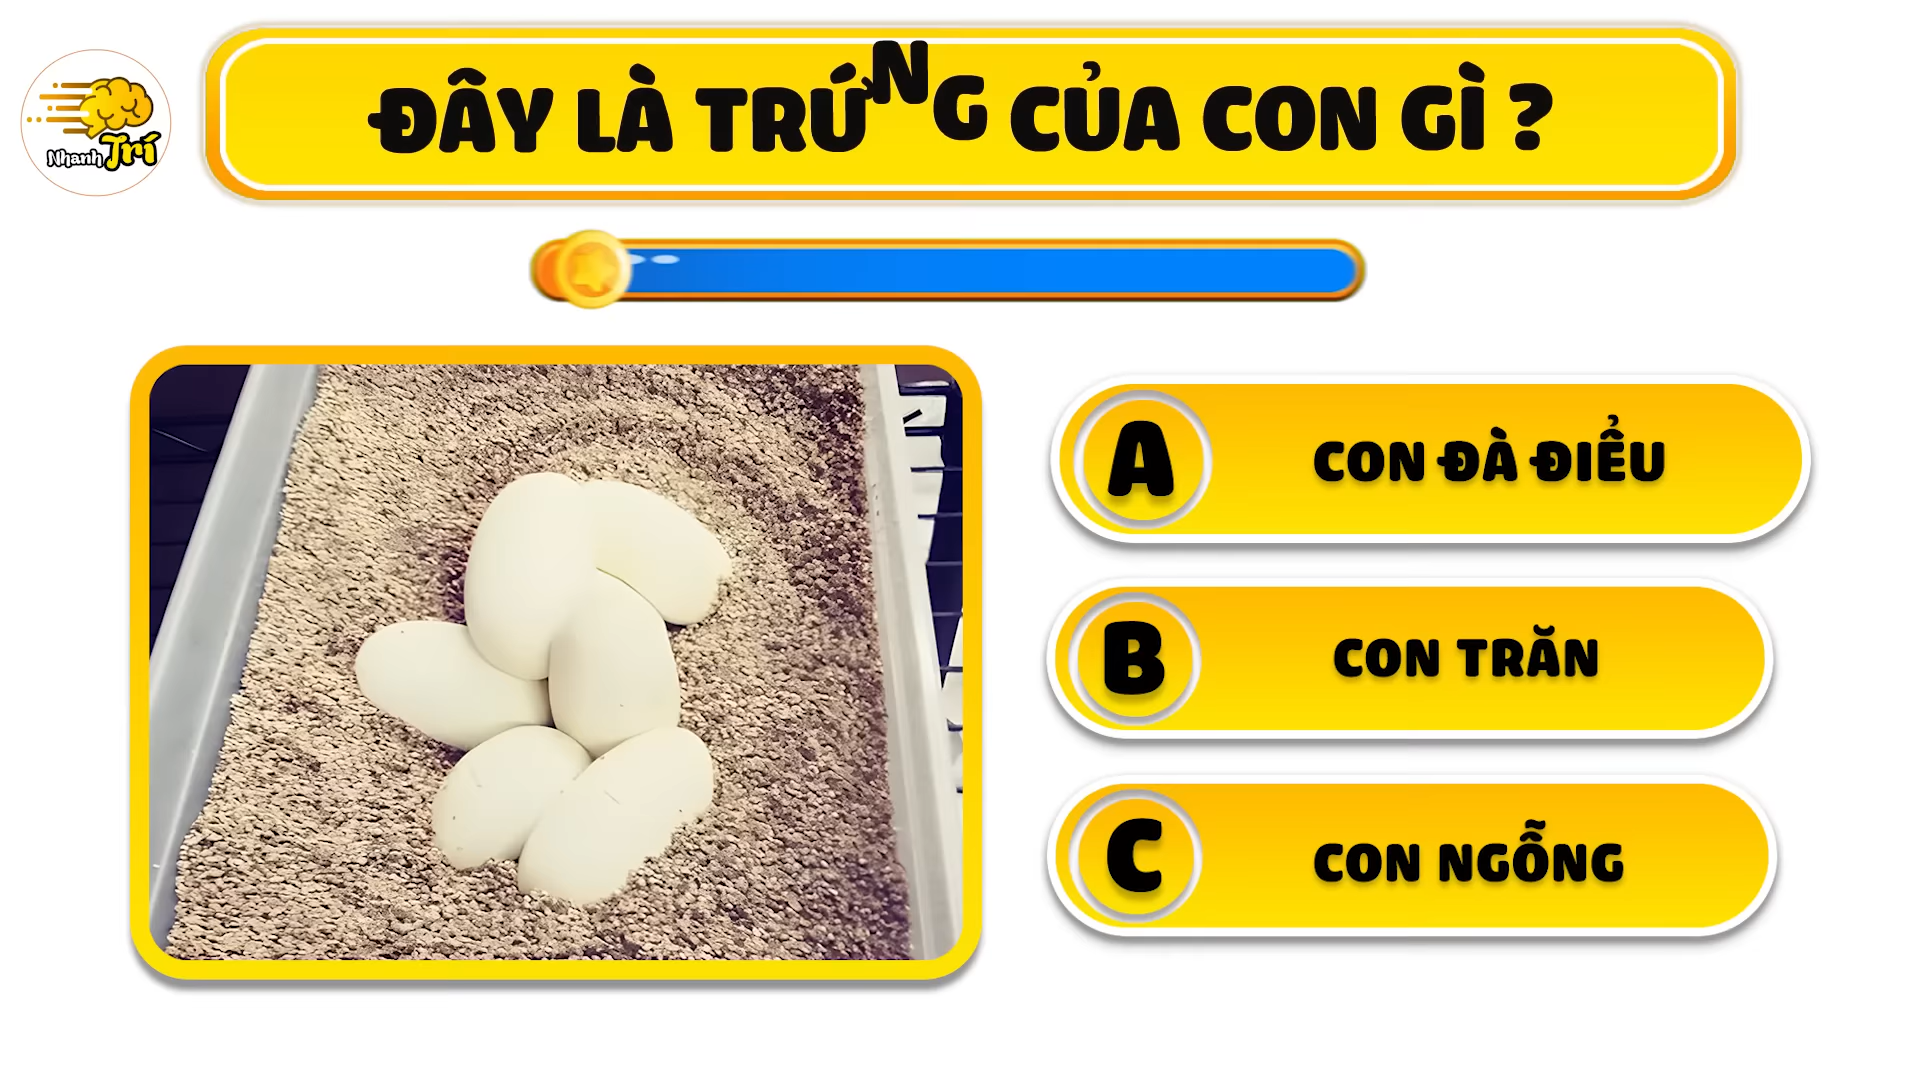 ĐÂY LÀ TRỨNG CỦA CON GÌ ?
Nhanh Trí
A CON ĐÀ ĐIỂU
B CON TRĂN
C CON NGỖNG